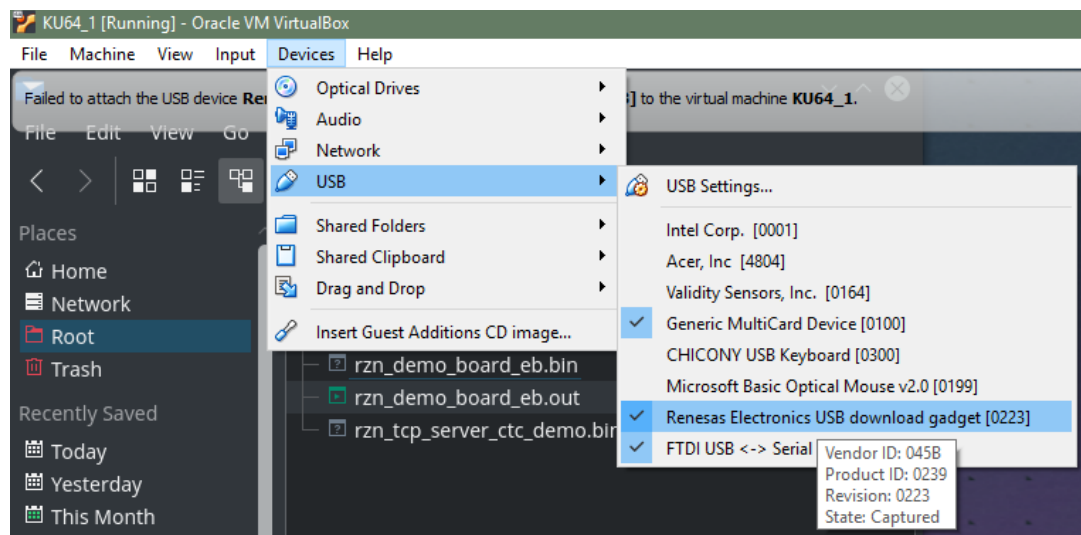 KU64_1 [Running] - Oracle VM VirtualBox
File Machine View Input Devices Help
Failed to attach the USB device Re ] to the virtual machine KU64_1.
File Edit View Go
Optical Drives
Audio
Network
USB
Shared Folders
Shared Clipboard
Drag and Drop
Insert Guest Additions CD image...
USB Settings...
Intel Corp. [0001]
Acer, Inc [4804]
Validity Sensors, Inc. [0164]
Generic MultiCard Device [0100]
CHICONY USB Keyboard [0300]
Microsoft Basic Optical Mouse v2.0 [0199]
Renesas Electronics USB download gadget [0223]
FTDI USB <-> Serial
Vendor ID: 045B
Product ID: 0239
Revision: 0223
State: Captured
Places
Home
Network
Root
Trash
Recently Saved
Today
Yesterday
This Month
rzn_demo_board_eb.bin
rzn_demo_board_eb.out
rzn_tcp_server_ctc_demo.bin